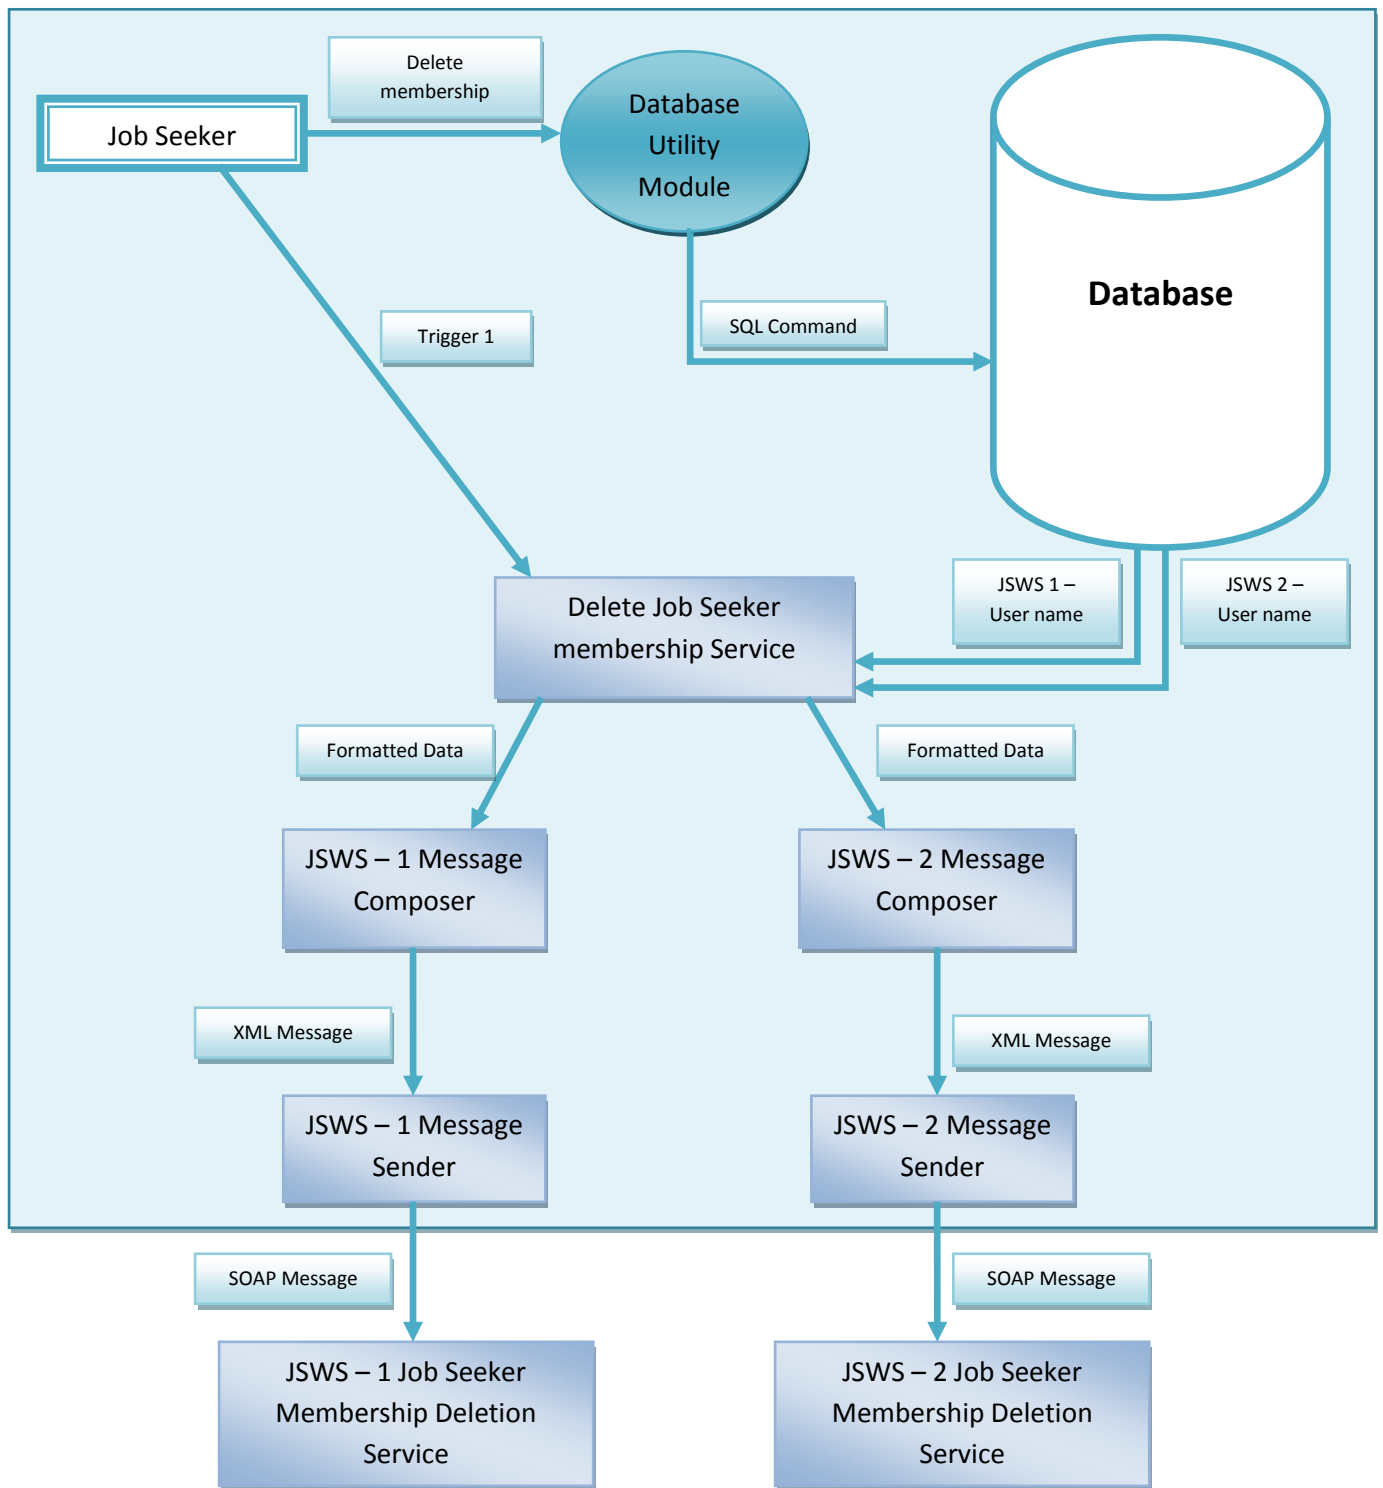 Delete
membership
Job Seeker
Database
Utility
Module
Database
SQL Command
Trigger 1
JSWS 1 –
User name
JSWS 2 –
User name
Delete Job Seeker
membership Service
Formatted Data
Formatted Data
JSWS – 1 Message
Composer
JSWS – 2 Message
Composer
XML Message
XML Message
JSWS – 1 Message
Sender
JSWS – 2 Message
Sender
SOAP Message
SOAP Message
JSWS – 1 Job Seeker
Membership Deletion
Service
JSWS – 2 Job Seeker
Membership Deletion
Service